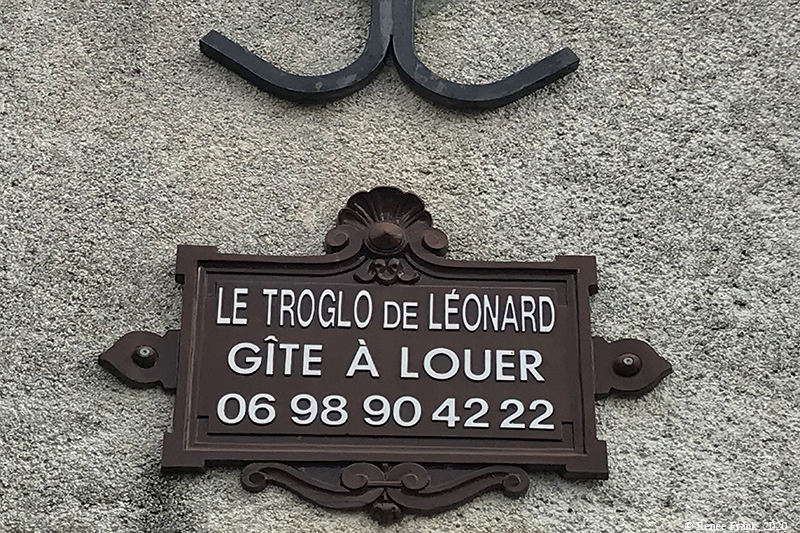 LE TROGLO DE LÉONARD
GÎTE À LOUER
06 98 90 42 22
© Renee Frank, 2020